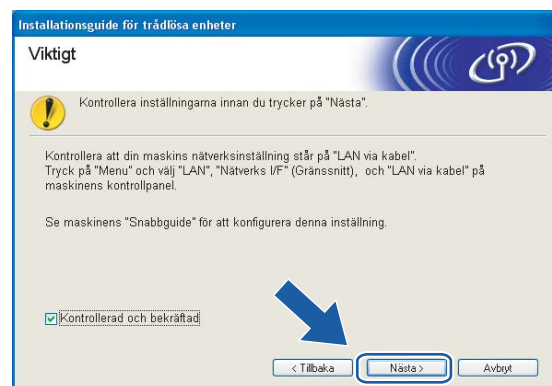 Installationsguide för trådlösa enheter
Viktigt
Kontrollera inställningarna innan du trycker på "Nästa".
Kontrollera att din maskins nätverksinställning står på "LAN via kabel".
Tryck på "Menu" och välj "LAN", "Nätverks I/F" (Gränssnitt), och "LAN via kabel" på
maskinens kontrollpanel.
Se maskinens "Snabbguide" för att konfigurera denna inställning.
Kontrollerad och bekräftad
< Tillbaka Nästa > Avbryt